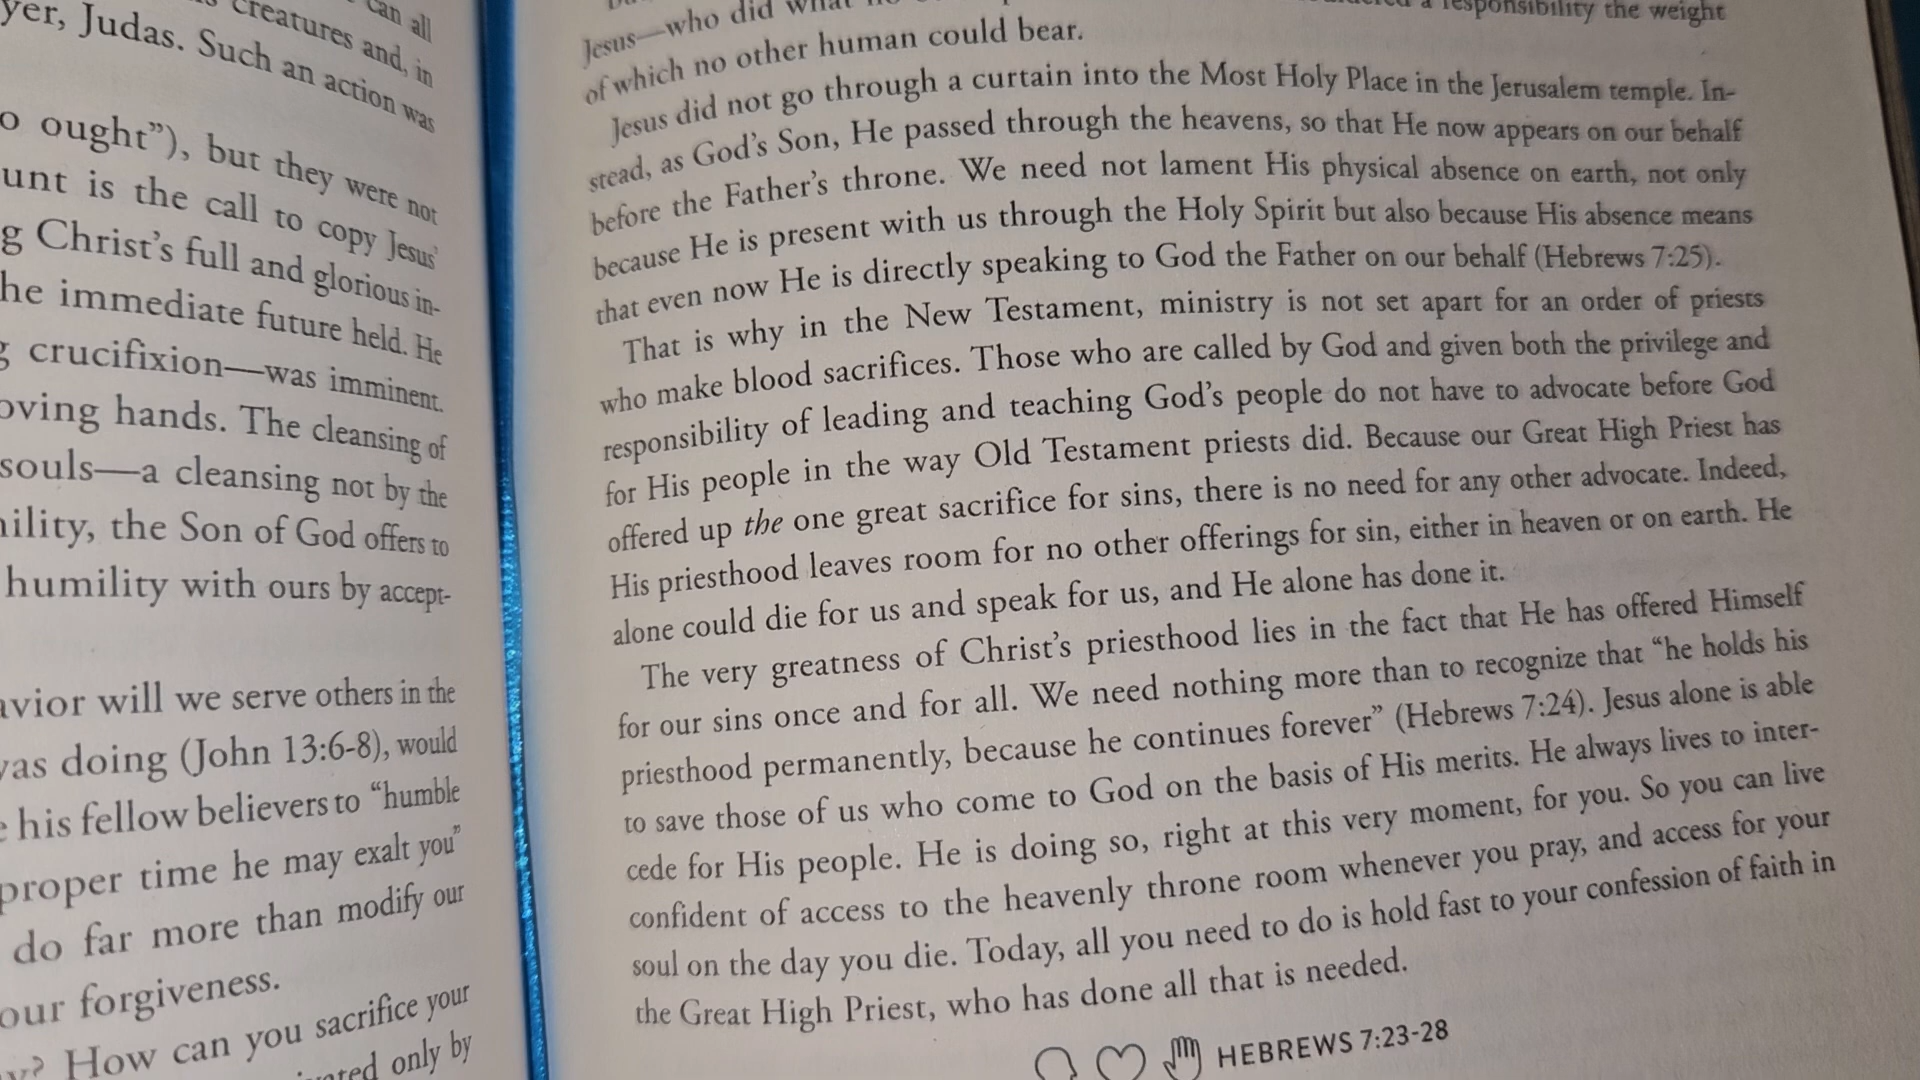 can all
creatures and, in
yer, Judas. Such an action was
o ought”), but they were not
unt is the call to copy Jesus’
g Christ’s full and glorious in-
he immediate future held. He
crucifixion—was imminent.
oving hands. The cleansing of
souls—a cleansing not by the
ility, the Son of God offers to
humility with ours by accept-
avior will we serve others in the
was doing (John 13:6-8), would
his fellow believers to “humble
proper time he may exalt you”
do far more than modify our
our forgiveness.
How can you sacrifice your
only by
Jesus—who did what a responsibility the weight
of which no other human could bear.
Jesus did not go through a curtain into the Most Holy Place in the Jerusalem temple. In-
stead, as God’s Son, He passed through the heavens, so that He now appears on our behalf
before the Father’s throne. We need not lament His physical absence on earth, not only
because He is present with us through the Holy Spirit but also because His absence means
that even now He is directly speaking to God the Father on our behalf (Hebrews 7:25).
That is why in the New Testament, ministry is not set apart for an order of priests
who make blood sacrifices. Those who are called by God and given both the privilege and
responsibility of leading and teaching God’s people do not have to advocate before God
for His people in the way Old Testament priests did. Because our Great High Priest has
offered up the one great sacrifice for sins, there is no need for any other advocate. Indeed,
His priesthood leaves room for no other offerings for sin, either in heaven or on earth. He
alone could die for us and speak for us, and He alone has done it.
The very greatness of Christ’s priesthood lies in the fact that He has offered Himself
for our sins once and for all. We need nothing more than to recognize that “he holds his
priesthood permanently, because he continues forever” (Hebrews 7:24). Jesus alone is able
to save those of us who come to God on the basis of His merits. He always lives to inter-
cede for His people. He is doing so, right at this very moment, for you. So you can live
confident of access to the heavenly throne room whenever you pray, and access for your
soul on the day you die. Today, all you need to do is hold fast to your confession of faith in
the Great High Priest, who has done all that is needed.
HEBREWS 7:23-28